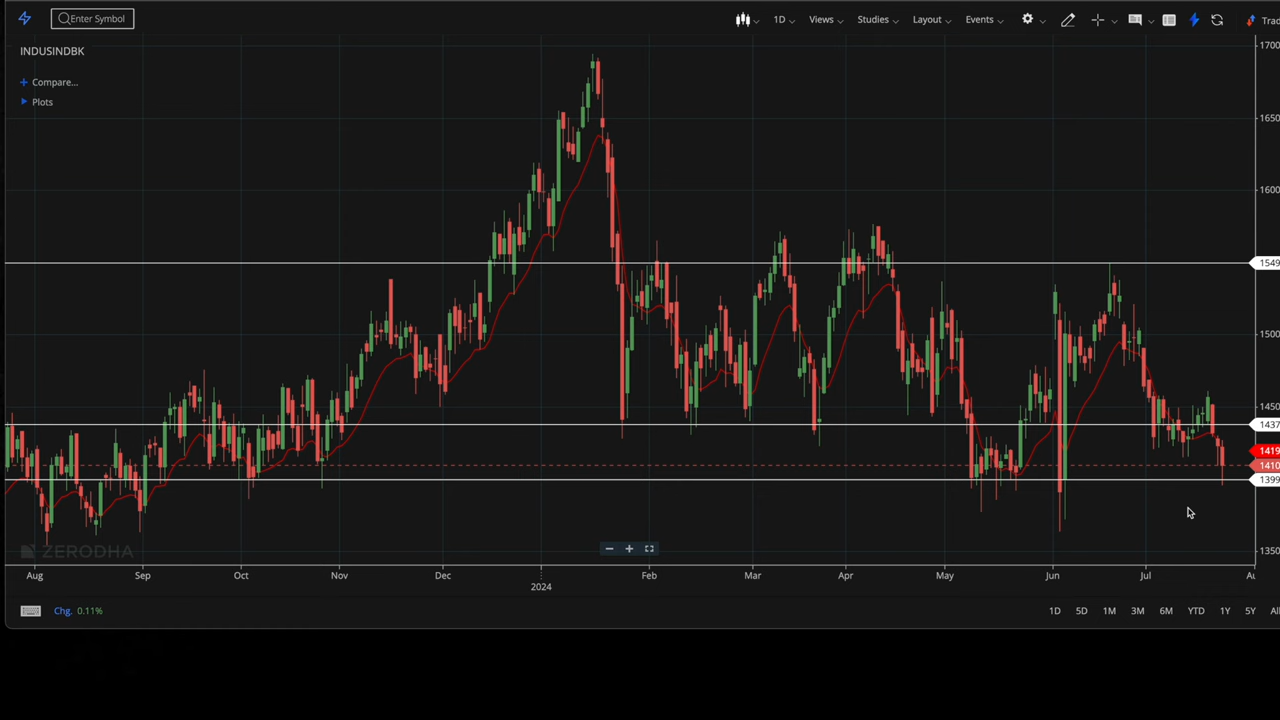 Enter Symbol 1D Views Studies Layout Events
INDUSINDBK
Compare...
Plots
1700
1650
1600
1549
1500
1450
1437
1419
1410
1399
1350
ZERODHA
Aug Sep Oct Nov Dec 2024 Feb Mar Apr May Jun Jul
Chg. 0.11% 1D 5D 1M 3M 6M YTD 1Y 5Y